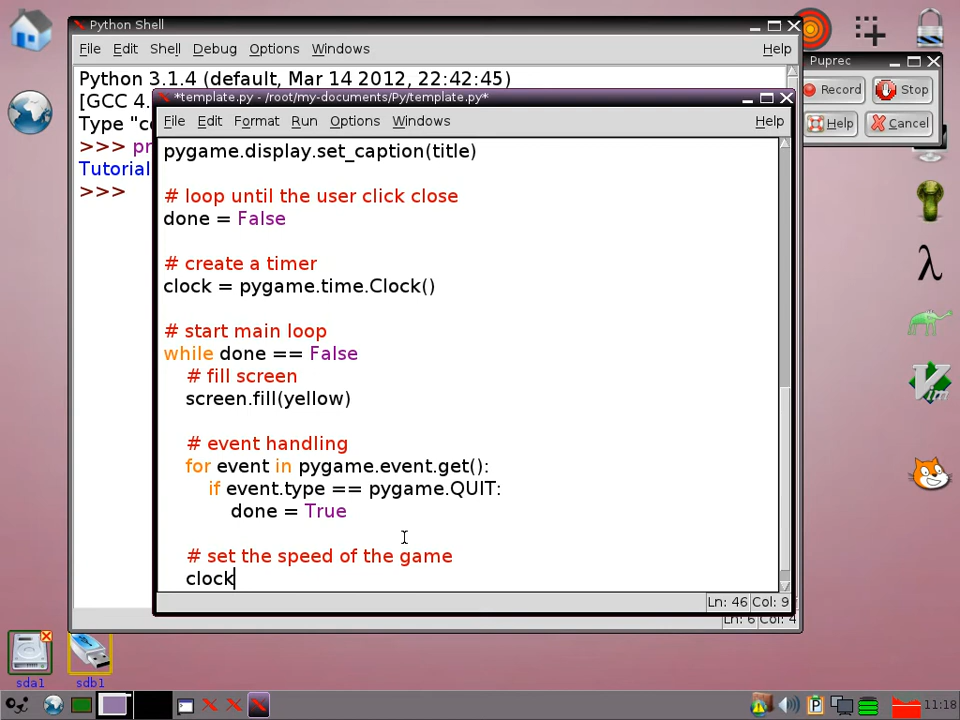 Python Shell
File Edit Shell Debug Options Windows Help
Python 3.1.4 (default, Mar 14 2012, 22:42:45)
[GCC 4.
Type "co
>>> pr
Tutorial
>>>
Ln: 6 Col: 4
*template.py - /root/my-documents/Py/template.py*
File Edit Format Run Options Windows Help
pygame.display.set_caption(title)
# loop until the user click close
done = False
# create a timer
clock = pygame.time.Clock()
# start main loop
while done == False
# fill screen
screen.fill(yellow)
# event handling
for event in pygame.event.get():
if event.type == pygame.QUIT:
done = True
# set the speed of the game
clock
Ln: 46 Col: 9
Puprec
Record Stop
Help Cancel
λ
Vim
sda1 sdb1
11:18